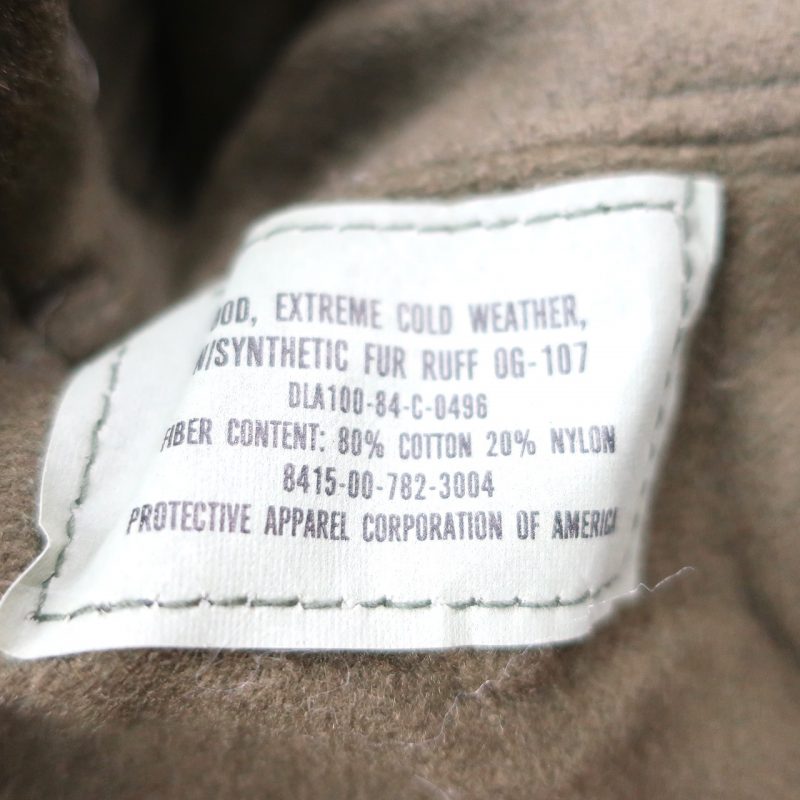 HOOD, EXTREME COLD WEATHER,
W/SYNTHETIC FUR RUFF OG-107
DLA100-84-C-0496
FIBER CONTENT: 80% COTTON 20% NYLON
8415-00-782-3004
PROTECTIVE APPAREL CORPORATION OF AMERICA